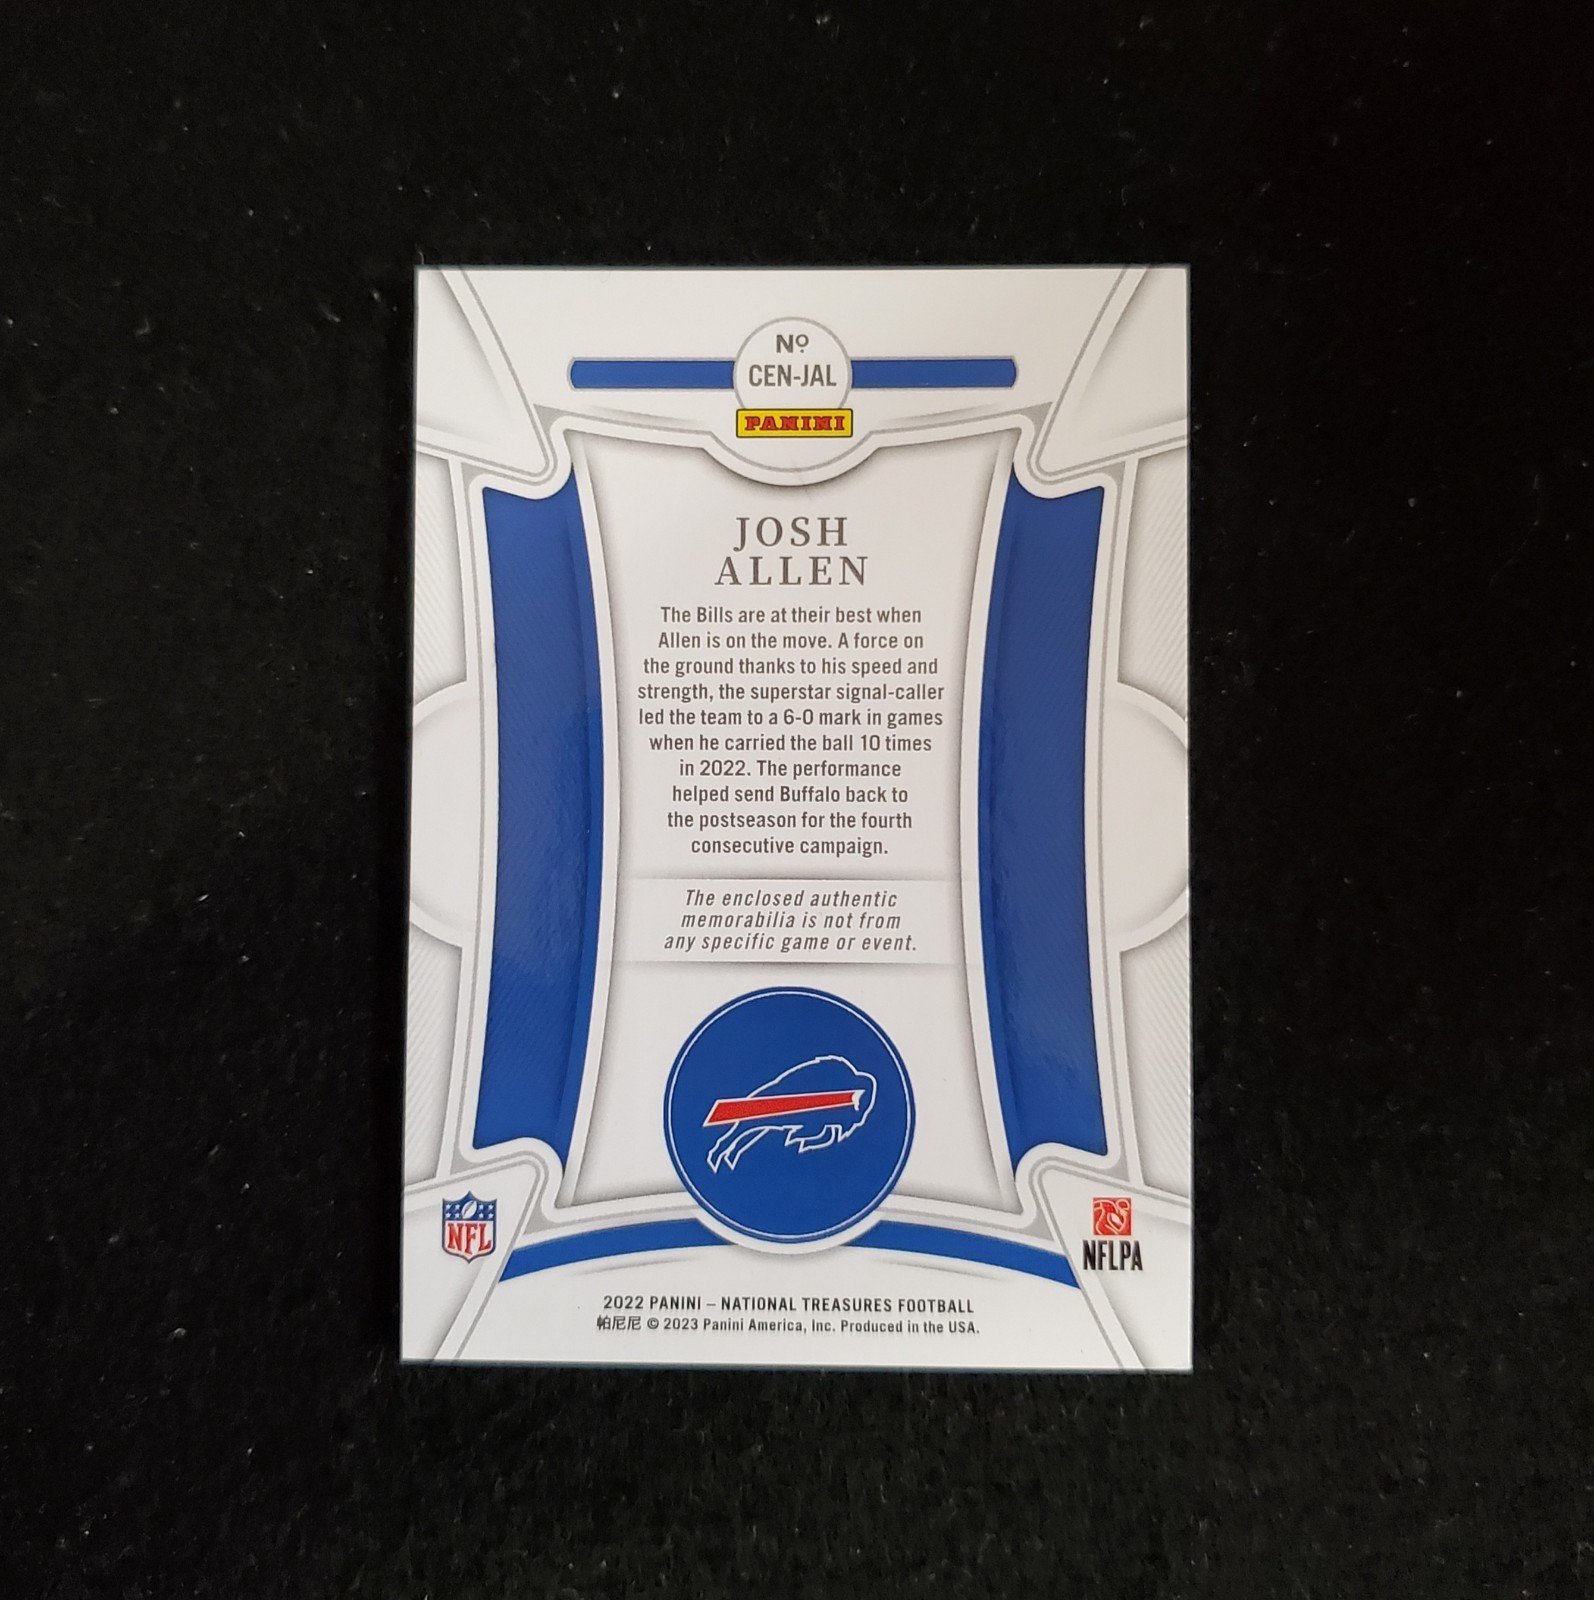 Nº
CEN-JAL
PANINI
JOSH
ALLEN
The Bills are at their best when
Allen is on the move. A force on
the ground thanks to his speed and
strength, the superstar signal-caller
led the team to a 6-0 mark in games
when he carried the ball 10 times
in 2022. The performance
helped send Buffalo back to
the postseason for the fourth
consecutive campaign.
The enclosed authentic
memorabilia is not from
any specific game or event.
NFL
NFLPA
2022 PANINI – NATIONAL TREASURES FOOTBALL
帕尼尼 © 2023 Panini America, Inc. Produced in the USA.